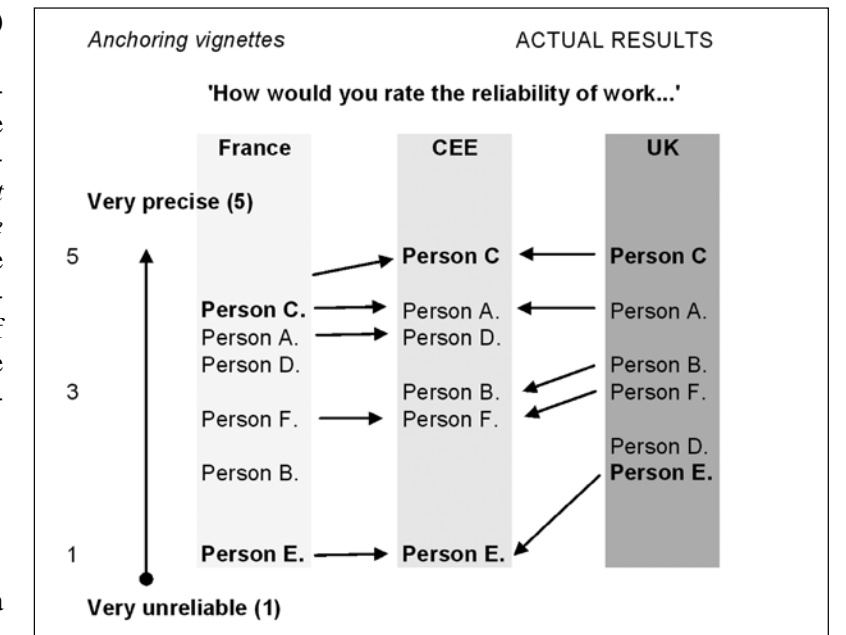 Anchoring vignettes ACTUAL RESULTS
'How would you rate the reliability of work...'
France CEE UK
Very precise (5)
5 Person C Person C
Person C. Person A. Person A.
Person A. Person D.
Person D. Person B.
3 Person B. Person F.
Person F. Person F.
Person D.
Person B. Person E.
1 Person E. Person E.
Very unreliable (1)